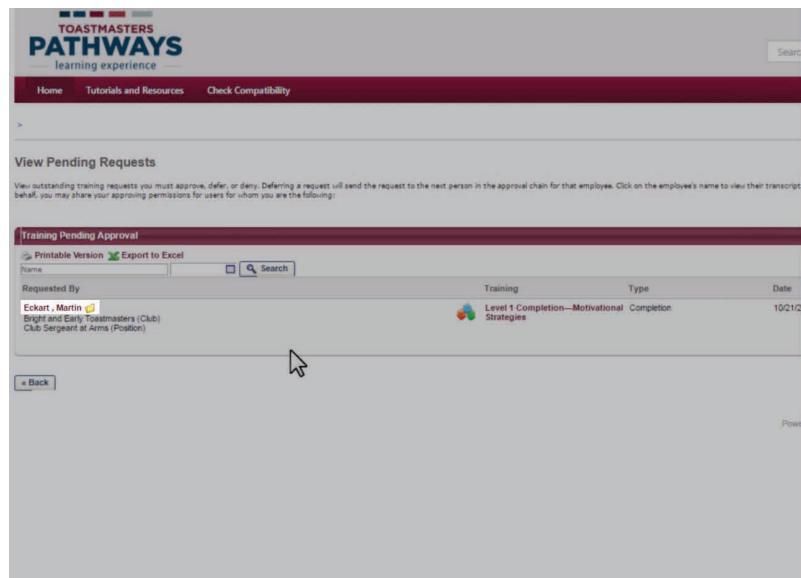 TOASTMASTERS
PATHWAYS
learning experience
Searc
Home Tutorials and Resources Check Compatibility
>
View Pending Requests
View outstanding training requests you must approve, defer, or deny. Deferring a request will send the request to the next person in the approval chain for that employee. Click on the employee's name to view their transcript
behalf, you may share your approving permissions for users for whom you are the following:
Training Pending Approval
Printable Version Export to Excel
Name Search
Requested By Training Type Date
Eckart , Martin Level 1 Completion—Motivational Completion 10/21/2
Bright and Early Toastmasters (Club) Strategies
Club Sergeant at Arms (Position)
« Back
Powe